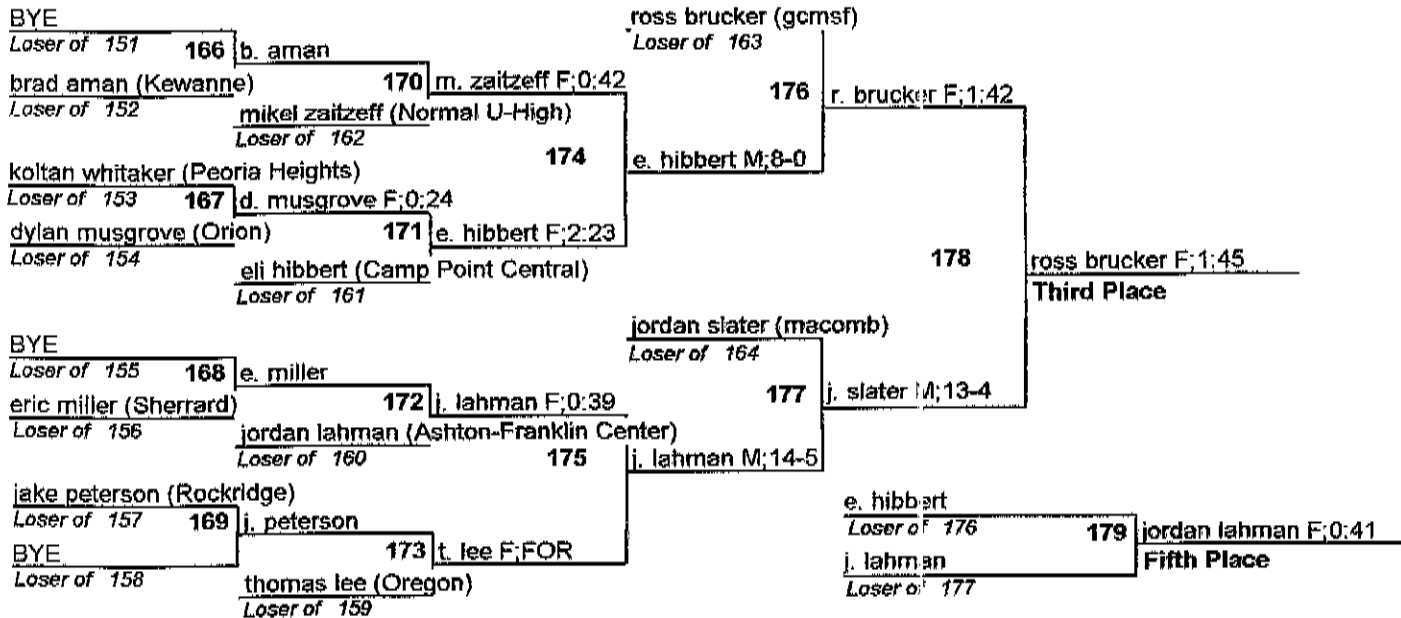 BYE
Loser of 151
166
b. aman
brad aman (Kewanne)
Loser of 152
170
m. zaitzeff F;0:42
mikel zaitzeff (Normal U-High)
Loser of 162
ross brucker (gcmsf)
Loser of 163
176
r. brucker F;1:42
174
e. hibbert M;8-0
koltan whitaker (Peoria Heights)
Loser of 153
167
d. musgrove F;0:24
dylan musgrove (Orion)
Loser of 154
171
e. hibbert F;2:23
eli hibbert (Camp Point Central)
Loser of 161
178
ross brucker F;1:45
Third Place
BYE
Loser of 155
168
e. miller
eric miller (Sherrard)
Loser of 156
172
j. lahman F;0:39
jordan lahman (Ashton-Franklin Center)
Loser of 160
jordan slater (macomb)
Loser of 164
177
j. slater M;13-4
175
j. lahman M;14-5
jake peterson (Rockridge)
Loser of 157
169
j. peterson
BYE
Loser of 158
173
t. lee F;FOR
thomas lee (Oregon)
Loser of 159
e. hibbert
Loser of 176
179
jordan lahman F;0:41
j. lahman
Loser of 177
Fifth Place